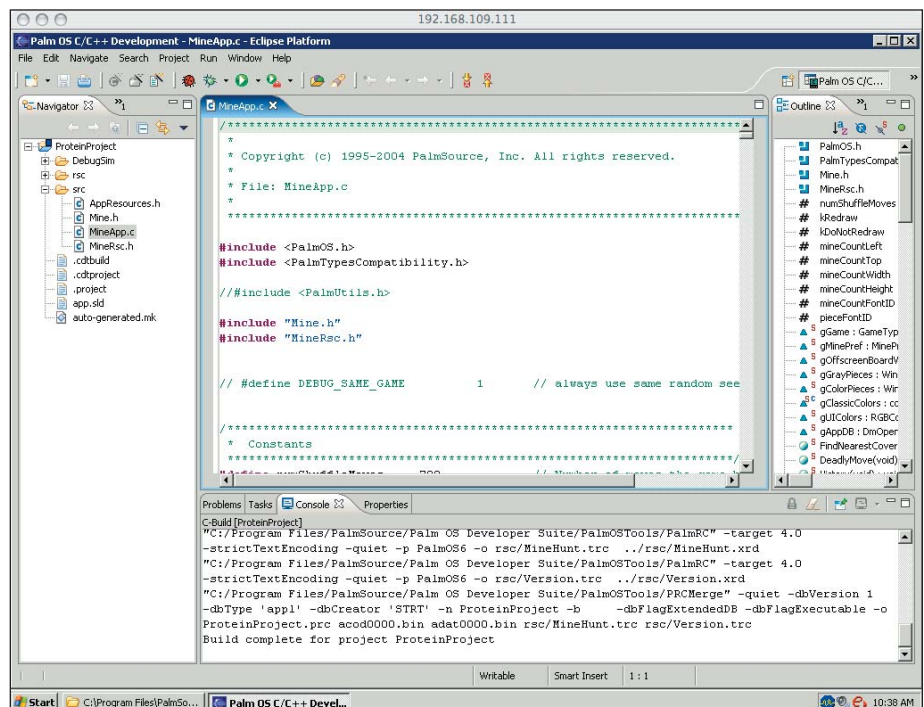 192.168.109.111
Palm OS C/C++ Development - MineApp.c - Eclipse Platform
File Edit Navigate Search Project Run Window Help
Palm OS C/C...
Navigator
MineApp.c
Outline
ProteinProject
DebugSim
rsc
src
AppResources.h
Mine.h
MineApp.c
MineRsc.h
.cdtbuild
.cdtproject
.project
app.sld
auto-generated.mk
/****************************************************************************
*
* Copyright (c) 1995-2004 PalmSource, Inc. All rights reserved.
*
* File: MineApp.c
*
****************************************************************************
#include <PalmOS.h>
#include <PalmTypesCompatibility.h>
//#include <PalmUtils.h>
#include "Mine.h"
#include "MineRsc.h"
// #define DEBUG_SAME_GAME 1 // always use same random see
/***********************************************************************
* Constants
***********************************************************************/
PalmOS.h
PalmTypesCompat
Mine.h
MineRsc.h
numShuffleMoves
kRedraw
kDoNotRedraw
mineCountLeft
mineCountTop
mineCountWidth
mineCountHeight
mineCountFontID
pieceFontID
gGame : GameTyp
gMinePref : MinePr
gOffscreenBoardW
gGrayPieces : Win
gColorPieces : Win
gClassicColors : cc
gUIColors : RGBCo
gAppDB : DmOper
FindNearestCover
DeadlyMove(void)
Problems Tasks Console Properties
C-Build [ProteinProject]
"C:/Program Files/PalmSource/Palm OS Developer Suite/PalmOSTools/PalmRC" -target 4.0
-strictTextEncoding -quiet -p PalmOS6 -o rsc/MineHunt.trc ../rsc/MineHunt.xrd
"C:/Program Files/PalmSource/Palm OS Developer Suite/PalmOSTools/PalmRC" -target 4.0
-strictTextEncoding -quiet -p PalmOS6 -o rsc/Version.trc ../rsc/Version.xrd
"C:/Program Files/PalmSource/Palm OS Developer Suite/PalmOSTools/PRCMerge" -quiet -dbVersion 1
-dbType 'appl' -dbCreator 'STRT' -n ProteinProject -b -dbFlagExtendedDB -dbFlagExecutable -o
ProteinProject.prc acod0000.bin adat0000.bin rsc/MineHunt.trc rsc/Version.trc
Build complete for project ProteinProject
Writable Smart Insert 1 : 1
Start C:\Program Files\PalmSo... Palm OS C/C++ Devel... 10:38 AM